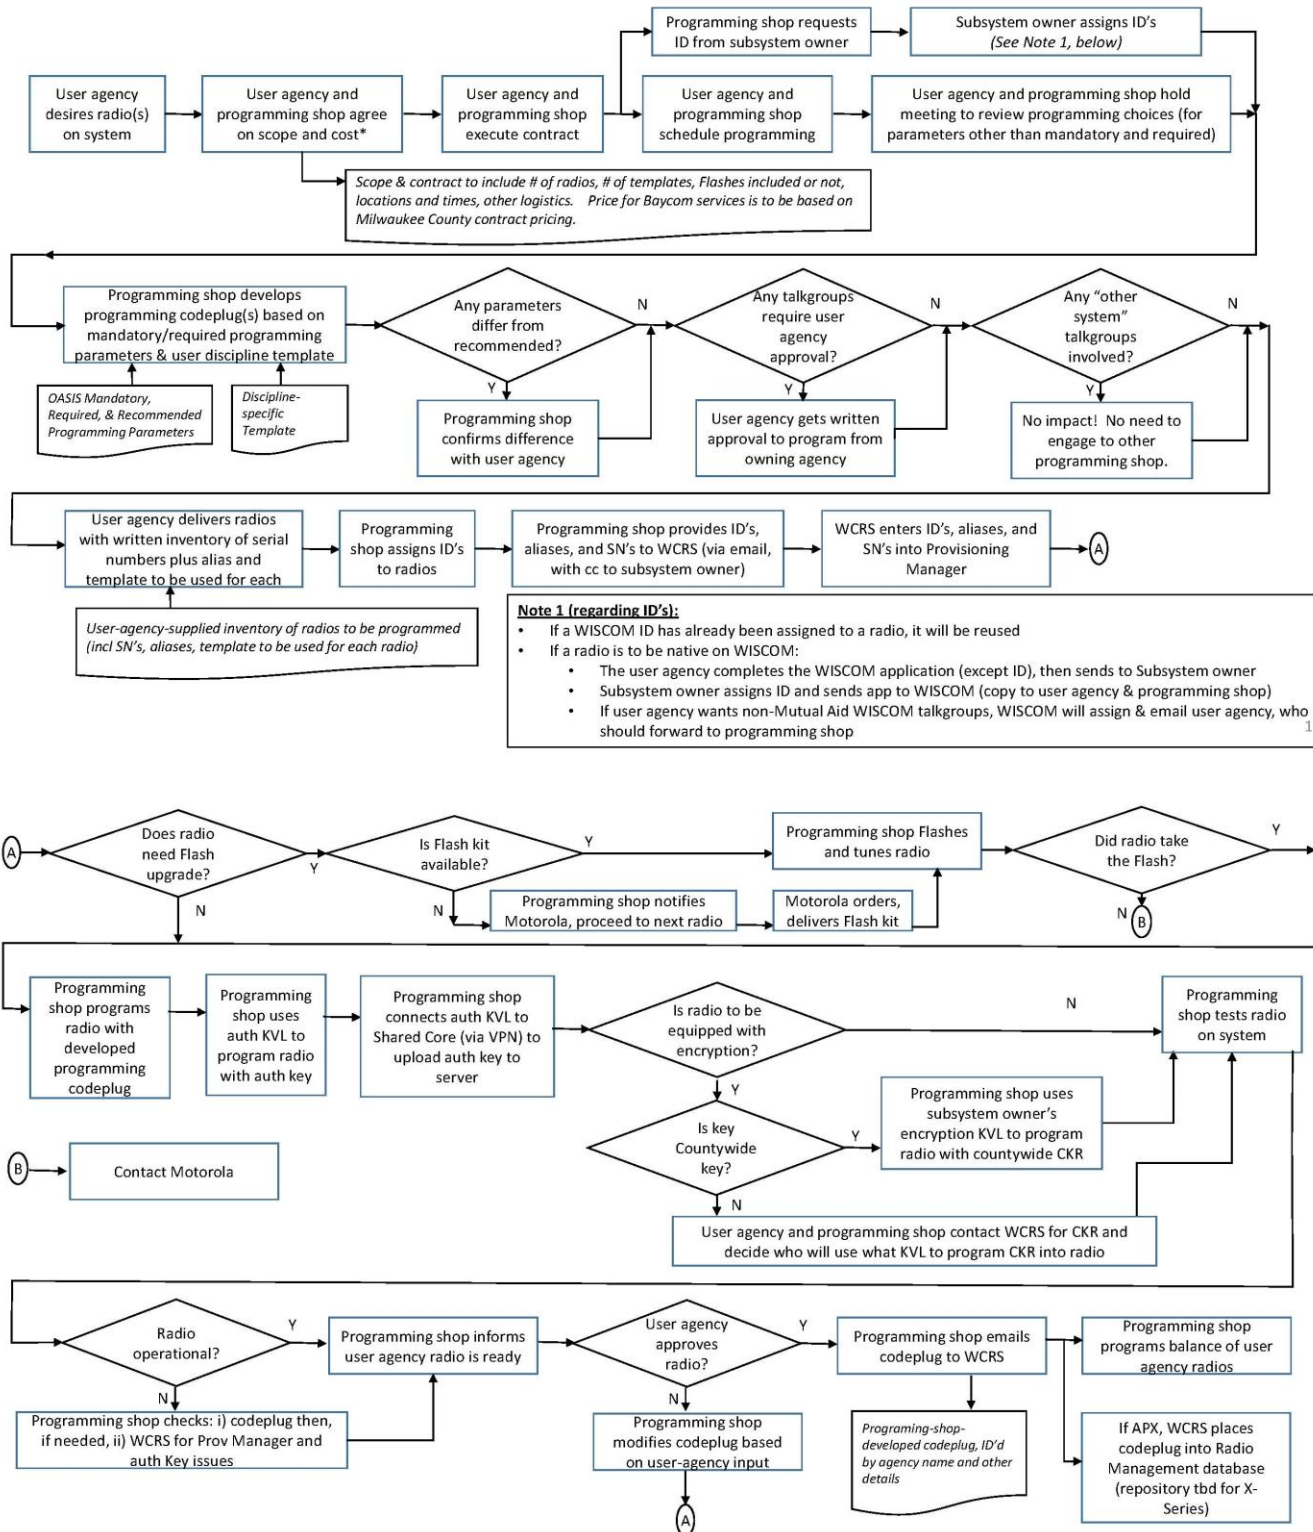 Programming shop requests
ID from subsystem owner
Subsystem owner assigns ID's
(See Note 1, below)
User agency
desires radio(s)
on system
User agency and
programming shop agree
on scope and cost*
User agency and
programming shop
execute contract
User agency and
programming shop
schedule programming
User agency and programming shop hold
meeting to review programming choices (for
parameters other than mandatory and required)
Scope & contract to include # of radios, # of templates, Flashes included or not,
locations and times, other logistics. Price for Baycom services is to be based on
Milwaukee County contract pricing.
Programming shop develops
programming codeplug(s) based on
mandatory/required programming
parameters & user discipline template
OASIS Mandatory,
Required, & Recommended
Programming Parameters
Discipline-
specific
Template
Any parameters
differ from
recommended?
N
Y
Programming shop
confirms difference
with user agency
Any talkgroups
require user
agency
approval?
N
Y
User agency gets written
approval to program from
owning agency
Any “other
system”
talkgroups
involved?
N
Y
No impact! No need to
engage to other
programming shop.
User agency delivers radios
with written inventory of serial
numbers plus alias and
template to be used for each
Programming
shop assigns ID's
to radios
Programming shop provides ID's,
aliases, and SN's to WCRS (via email,
with cc to subsystem owner)
WCRS enters ID's, aliases, and
SN's into Provisioning
Manager
A
User-agency-supplied inventory of radios to be programmed
(incl SN's, aliases, template to be used for each radio)
Note 1 (regarding ID's):
• If a WISCOM ID has already been assigned to a radio, it will be reused
• If a radio is to be native on WISCOM:
• The user agency completes the WISCOM application (except ID), then sends to Subsystem owner
• Subsystem owner assigns ID and sends app to WISCOM (copy to user agency & programming shop)
• If user agency wants non-Mutual Aid WISCOM talkgroups, WISCOM will assign & email user agency, who
should forward to programming shop
1
A
Does radio
need Flash
upgrade?
Y
N
Is Flash kit
available?
Y
N
Programming shop notifies
Motorola, proceed to next radio
Motorola orders,
delivers Flash kit
Programming shop Flashes
and tunes radio
Did radio take
the Flash?
Y
N
B
Programming
shop programs
radio with
developed
programming
codeplug
Programming
shop uses
auth KVL to
program radio
with auth key
Programming shop
connects auth KVL to
Shared Core (via VPN) to
upload auth key to
server
Is radio to be
equipped with
encryption?
N
Y
Programming
shop tests radio
on system
Is key
Countywide
key?
Y
N
Programming shop uses
subsystem owner's
encryption KVL to program
radio with countywide CKR
User agency and programming shop contact WCRS for CKR and
decide who will use what KVL to program CKR into radio
B
Contact Motorola
Radio
operational?
Y
N
Programming shop checks: i) codeplug then,
if needed, ii) WCRS for Prov Manager and
auth Key issues
Programming shop informs
user agency radio is ready
User agency
approves
radio?
Y
N
Programming shop
modifies codeplug based
on user-agency input
A
Programming shop emails
codeplug to WCRS
Programing-shop-
developed codeplug, ID'd
by agency name and other
details
Programming shop
programs balance of user
agency radios
If APX, WCRS places
codeplug into Radio
Management database
(repository tbd for X-
Series)